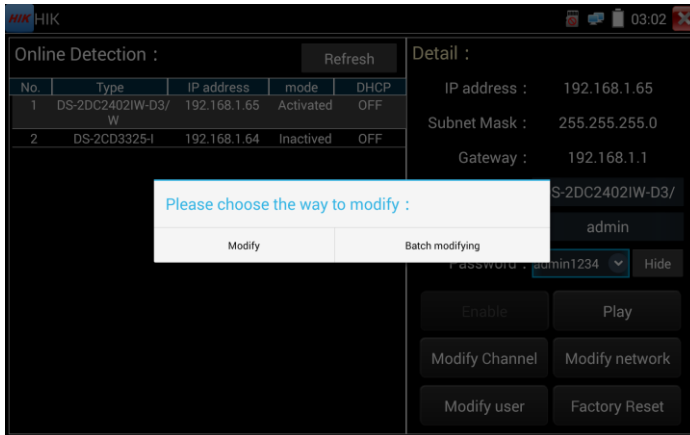 HIK HIK 03:02
Online Detection : Refresh
No. Type IP address mode DHCP
1 DS-2DC2402IW-D3/W 192.168.1.65 Activated OFF
2 DS-2CD3325-I 192.168.1.64 Inactived OFF
Detail :
IP address : 192.168.1.65
Subnet Mask : 255.255.255.0
Gateway : 192.168.1.1
S-2DC2402IW-D3/
admin
Password : admin1234 Hide
Please choose the way to modify :
Modify Batch modifying
Enable Play
Modify Channel Modify network
Modify user Factory Reset